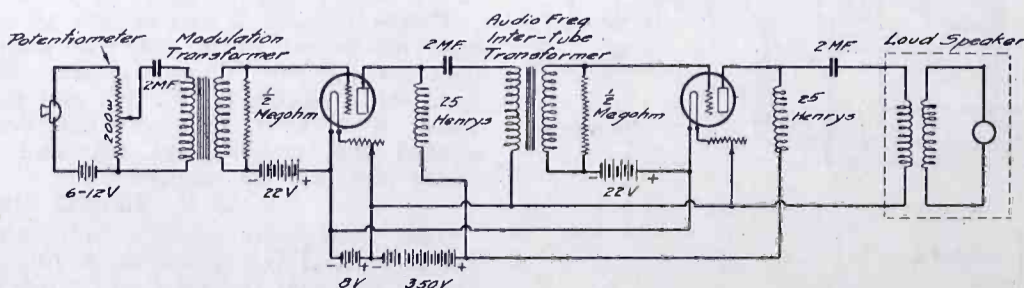 Potentiometer
Modulation
Transformer
Audio Freq
Inter-tube
Transformer
Loud Speaker
2MF.
2MF.
2MF.
200ω
½
Megohm
25
Henrys
½
Megohm
25
Henrys
6-12V
- 22V +
- 22V +
- + - +
8V 350V